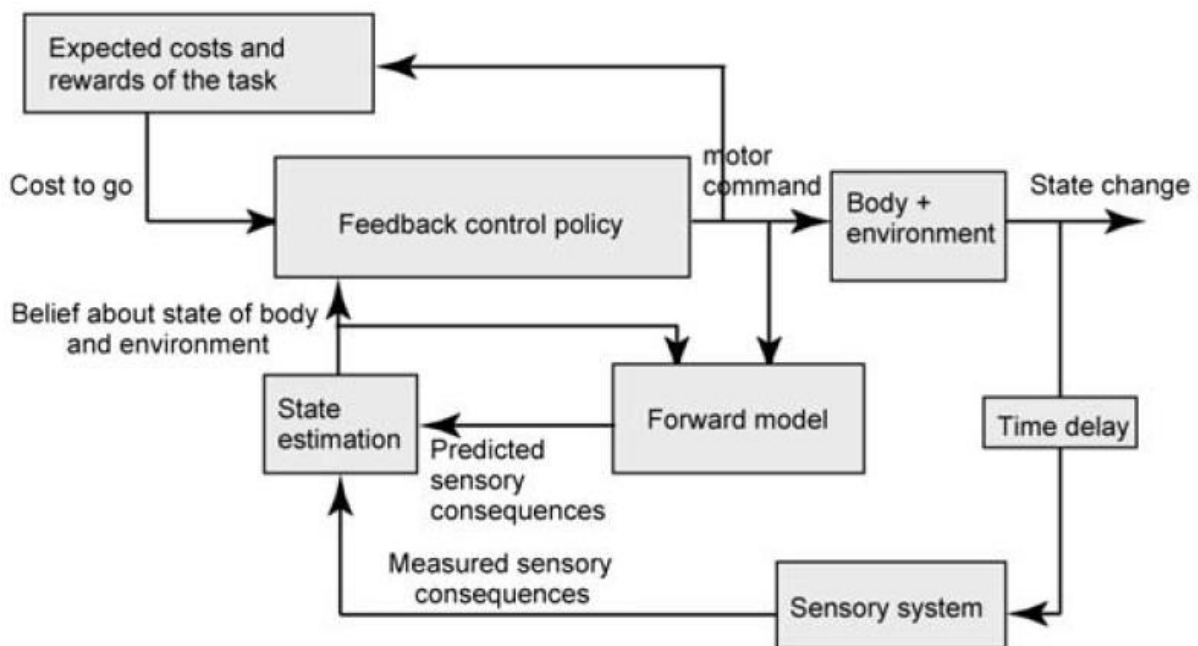 Expected costs and
rewards of the task
Cost to go
Feedback control policy
motor
command
Body +
environment
State change
Belief about state of body
and environment
State
estimation
Forward model
Time delay
Predicted
sensory
consequences
Measured sensory
consequences
Sensory system